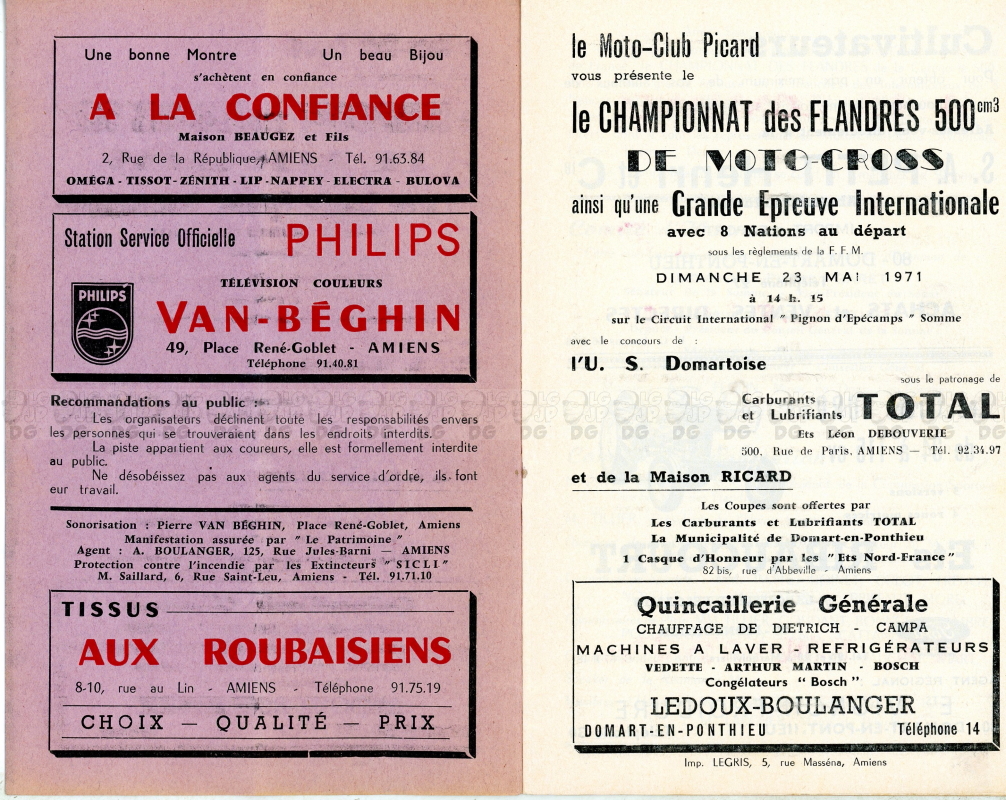 Une bonne Montre Un beau Bijou
s'achètent en confiance
A LA CONFIANCE
Maison BEAUGEZ et Fils
2, Rue de la République, AMIENS - Tél. 91.63.84
OMÉGA - TISSOT - ZÉNITH - LIP - NAPPEY - ELECTRA - BULOVA
Station Service Officielle PHILIPS
TÉLÉVISION COULEURS
PHILIPS
VAN-BÉGHIN
49, Place René-Goblet - AMIENS
Téléphone 91.40.81
Recommandations au public :
Les organisateurs déclinent toute les responsabilités envers
les personnes qui se trouveraient dans les endroits interdits.
La piste appartient aux coureurs, elle est formellement interdite
au public.
Ne désobéissez pas aux agents du service d'ordre, ils font
eur travail.
Sonorisation : Pierre VAN BÉGHIN, Place René-Goblet, Amiens
Manifestation assurée par " Le Patrimoine "
Agent : A. BOULANGER, 125, Rue Jules-Barni — AMIENS
Protection contre l'incendie par les Extincteurs " SICLI "
M. Saillard, 6, Rue Saint-Leu, Amiens - Tél. 91.71.10
TISSUS
AUX ROUBAISIENS
8-10, rue au Lin - AMIENS - Téléphone 91.75.19
CHOIX — QUALITÉ — PRIX
le Moto-Club Picard
vous présente le
le CHAMPIONNAT des FLANDRES 500cm3
DE MOTO-CROSS
ainsi qu'une Grande Epreuve Internationale
avec 8 Nations au départ
sous les règlements de la F. F. M.
DIMANCHE 23 MAI 1971
à 14 h. 15
sur le Circuit International " Pignon d'Epécamps " Somme
avec le concours de :
l'U. S. Domartoise
sous le patronage de
Carburants
et Lubrifiants TOTAL
Ets Léon DEBOUVERIE
500, Rue de Paris, AMIENS — Tél. 92.34.97
et de la Maison RICARD
Les Coupes sont offertes par
Les Carburants et Lubrifiants TOTAL
La Municipalité de Domart-en-Ponthieu
1 Casque d'Honneur par les " Ets Nord-France "
82 bis, rue d'Abbeville - Amiens
Quincaillerie Générale
CHAUFFAGE DE DIETRICH - CAMPA
MACHINES A LAVER - REFRIGÉRATEURS
VEDETTE - ARTHUR MARTIN - BOSCH
Congélateurs " Bosch "
LEDOUX-BOULANGER
DOMART-EN-PONTHIEU Téléphone 14
Imp. LEGRIS, 5, rue Masséna, Amiens